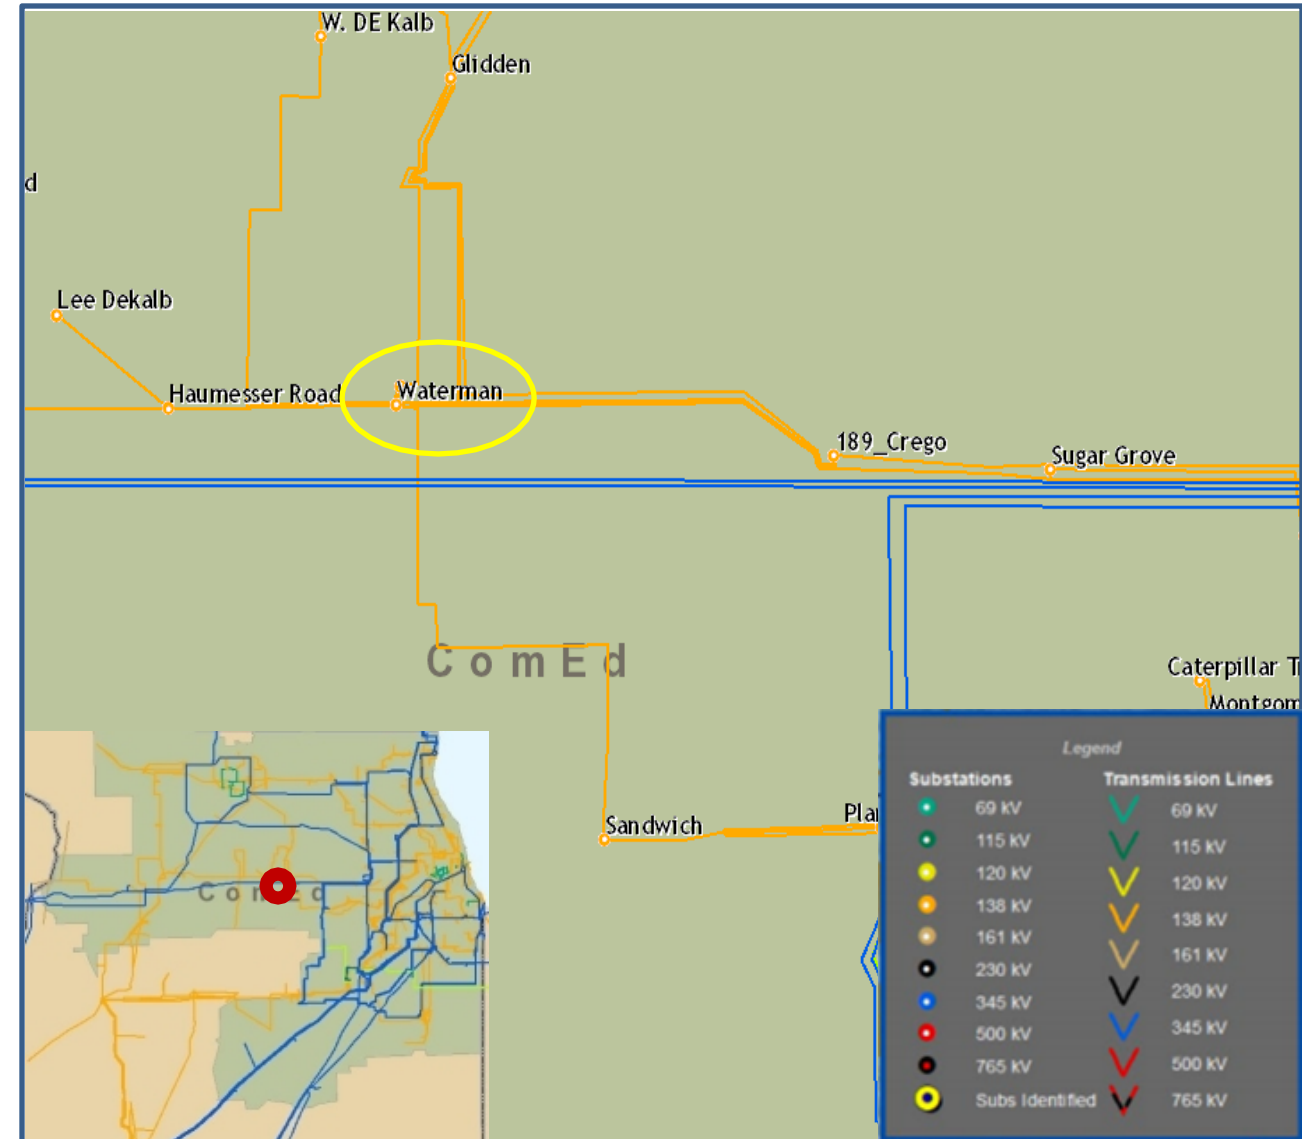 W. DE Kalb
Glidden
d
Lee Dekalb
Haumesser Road
Waterman
189_Crego
Sugar Grove
ComEd
Caterpillar T
Montgom
Sandwich
Pla
ComEd
Legend
Substations
Transmission Lines
69 kV
69 kV
115 kV
115 kV
120 kV
120 kV
138 kV
138 kV
161 kV
161 kV
230 kV
230 kV
345 kV
345 kV
500 kV
500 kV
765 kV
765 kV
Subs Identified